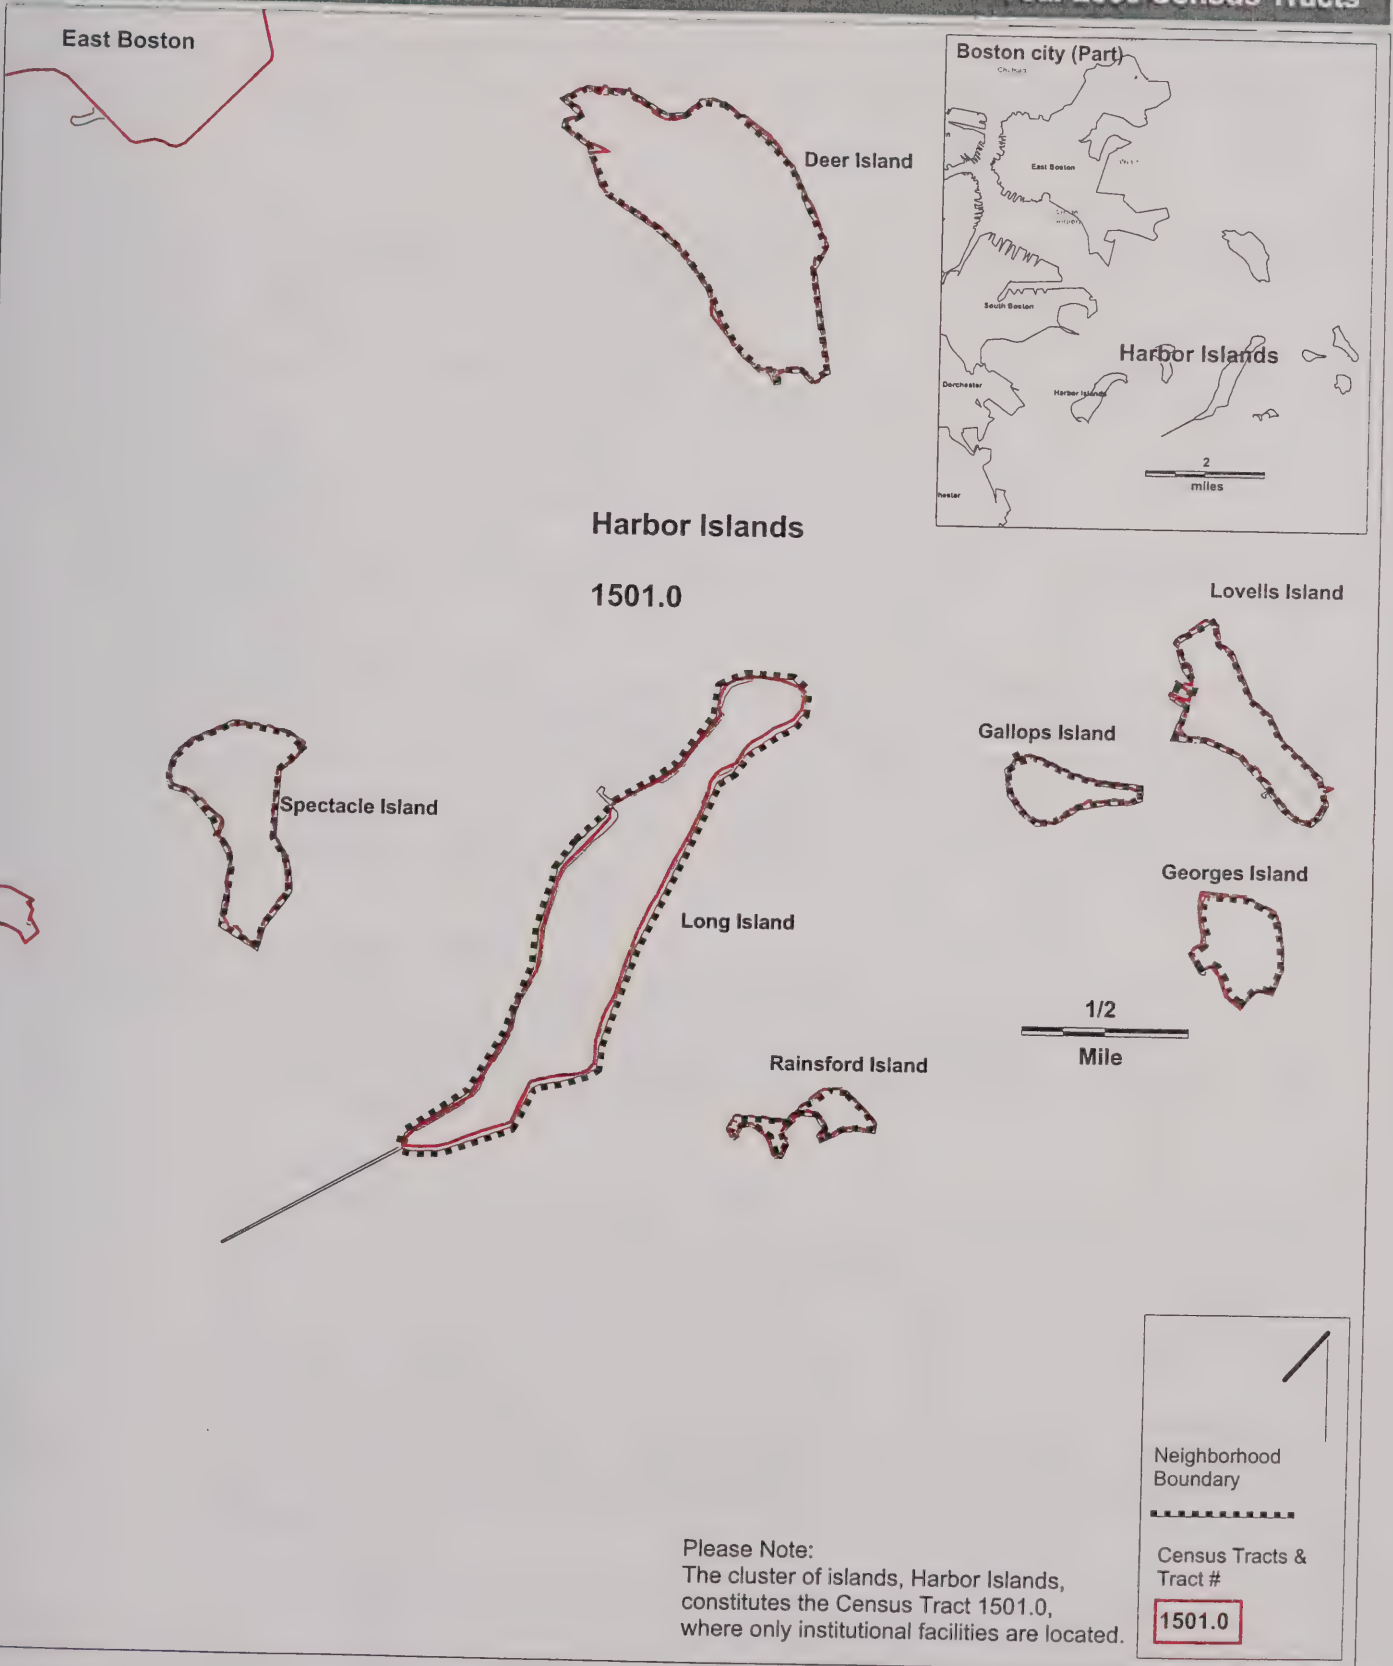 Census Tracts
East Boston
Boston city (Part)
East Boston
South Boston
Harbor Islands
Dorchester
Harbor Islands
2
miles
Deer Island
Harbor Islands
1501.0
Lovells Island
Gallops Island
Spectacle Island
Georges Island
Long Island
1/2
Mile
Rainsford Island
Neighborhood
Boundary
Census Tracts &
Tract #
1501.0
Please Note:
The cluster of islands, Harbor Islands,
constitutes the Census Tract 1501.0,
where only institutional facilities are located.